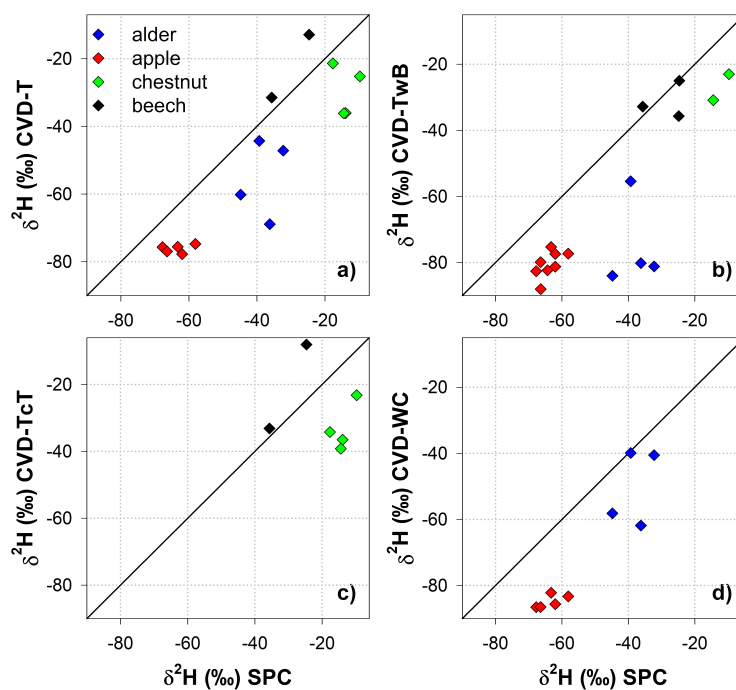 alder
apple
chestnut
beech
-20
-40
-60
-80
δ²H (‰) CVD-T
a)
-80 -60 -40 -20
-20
-40
-60
-80
δ²H (‰) CVD-TwB
b)
-80 -60 -40 -20
-20
-40
-60
-80
δ²H (‰) CVD-TcT
c)
-80 -60 -40 -20
δ²H (‰) SPC
-20
-40
-60
-80
δ²H (‰) CVD-WC
d)
-80 -60 -40 -20
δ²H (‰) SPC